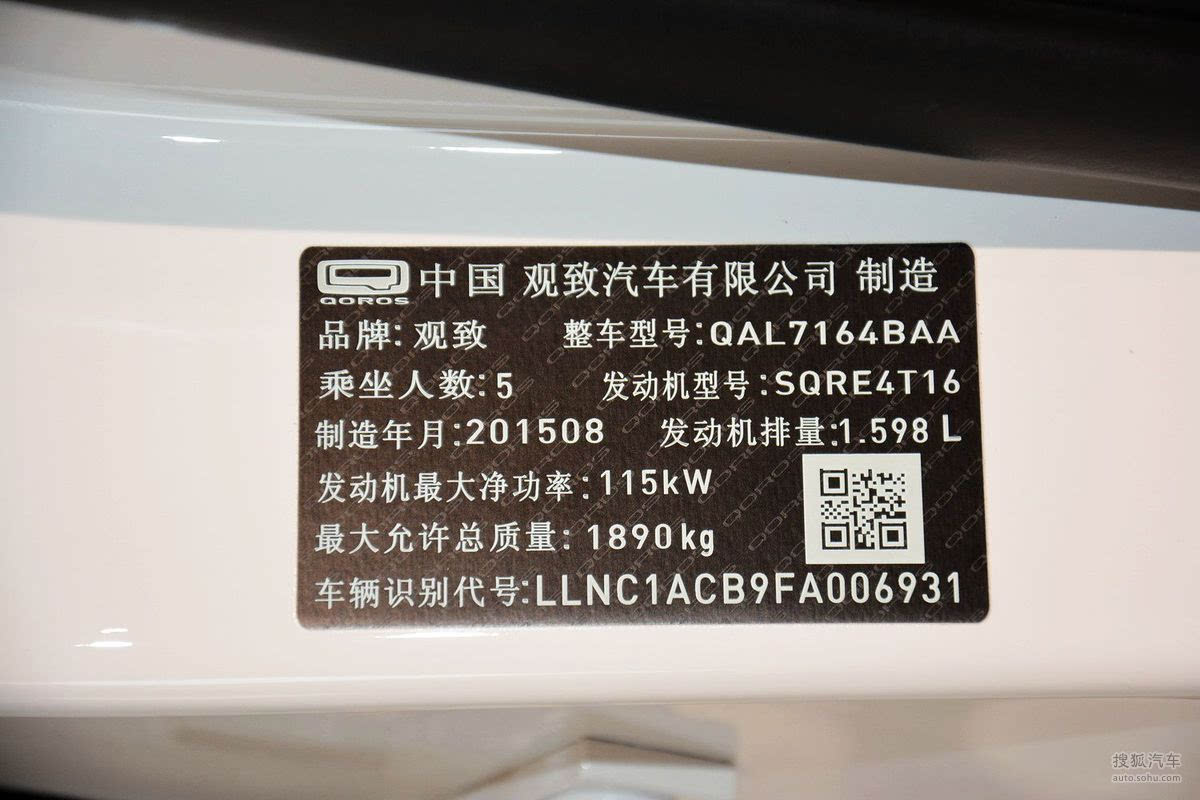 QOROS 中国 观致汽车有限公司 制造
品牌: 观致 整车型号:QAL7164BAA
乘坐人数:5 发动机型号:SQRE4T16
制造年月:201508 发动机排量:1.598 L
发动机最大净功率:115kW
最大允许总质量: 1890kg
车辆识别代号:LLNC1ACB9FA006931
搜狐汽车
auto.sohu.com